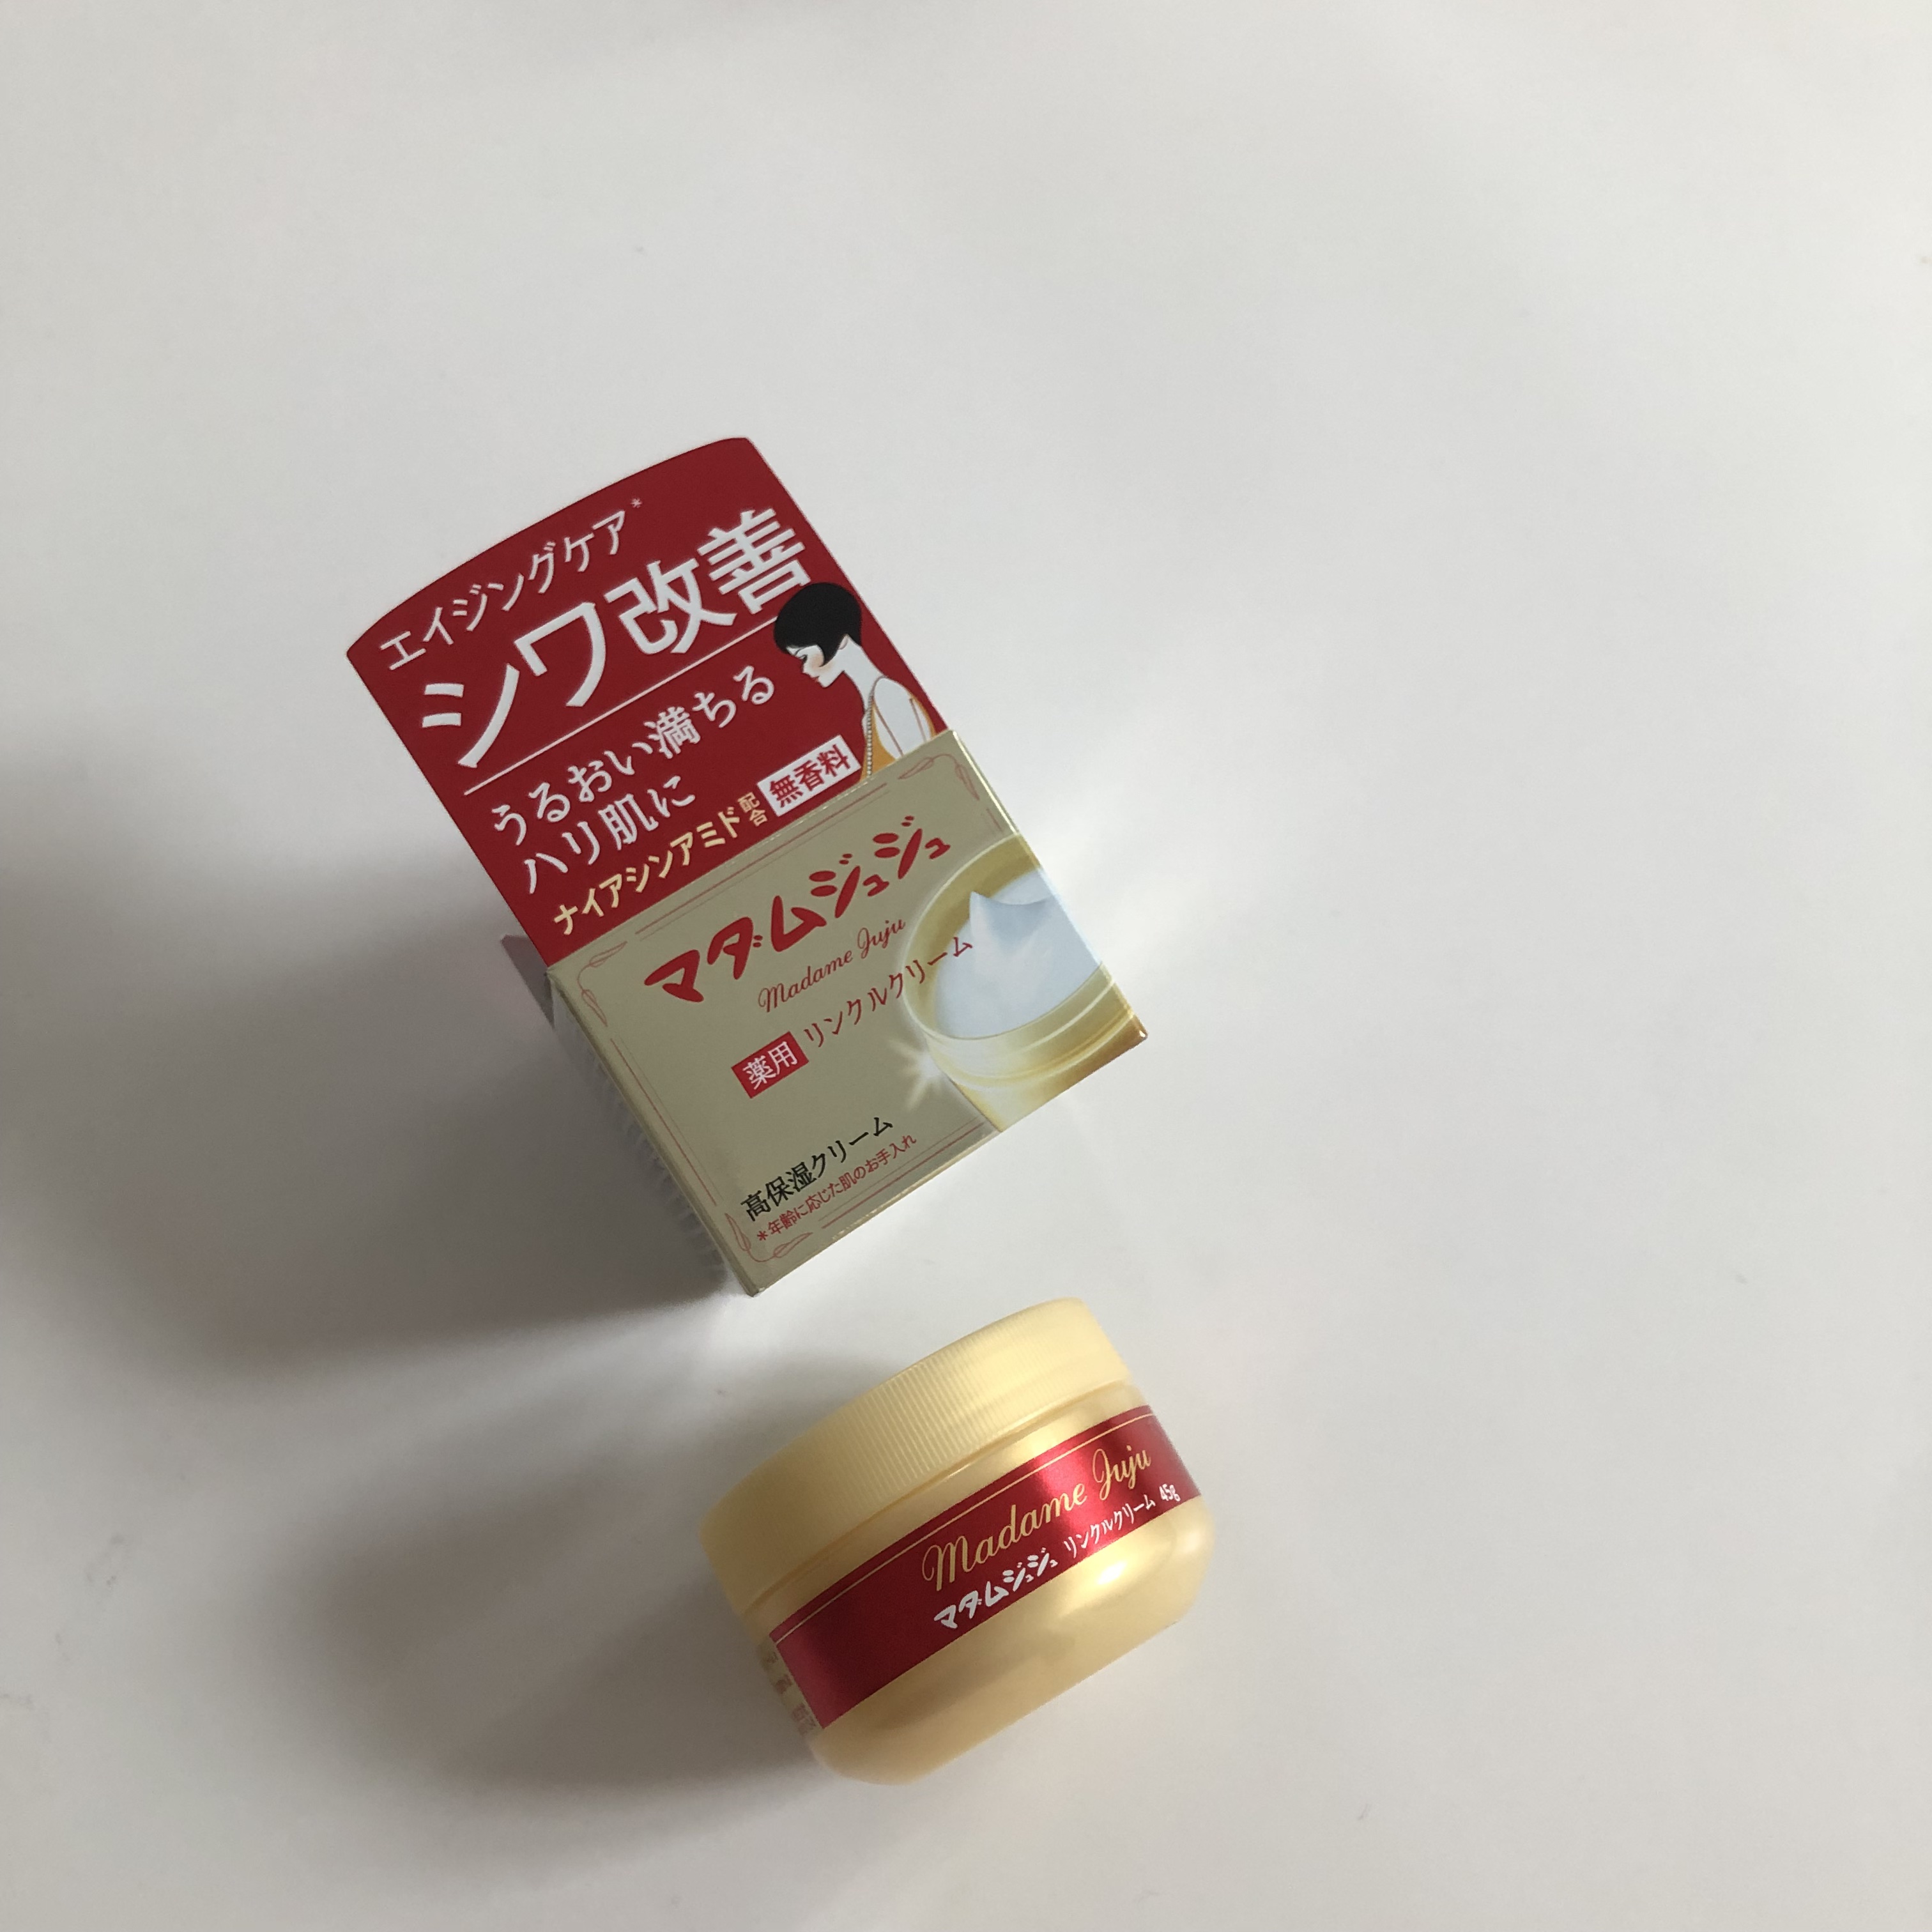 エイジングケア*
シワ改善
うるおい満ちる
ハリ肌に
ナイアシンアミド配合 無香料
マダムジュジュ
Madame Juju
薬用 リンクルクリーム
高保湿クリーム
*年齢に応じた肌のお手入れ
Madame Juju
マダムジュジュ リンクルクリーム 45g